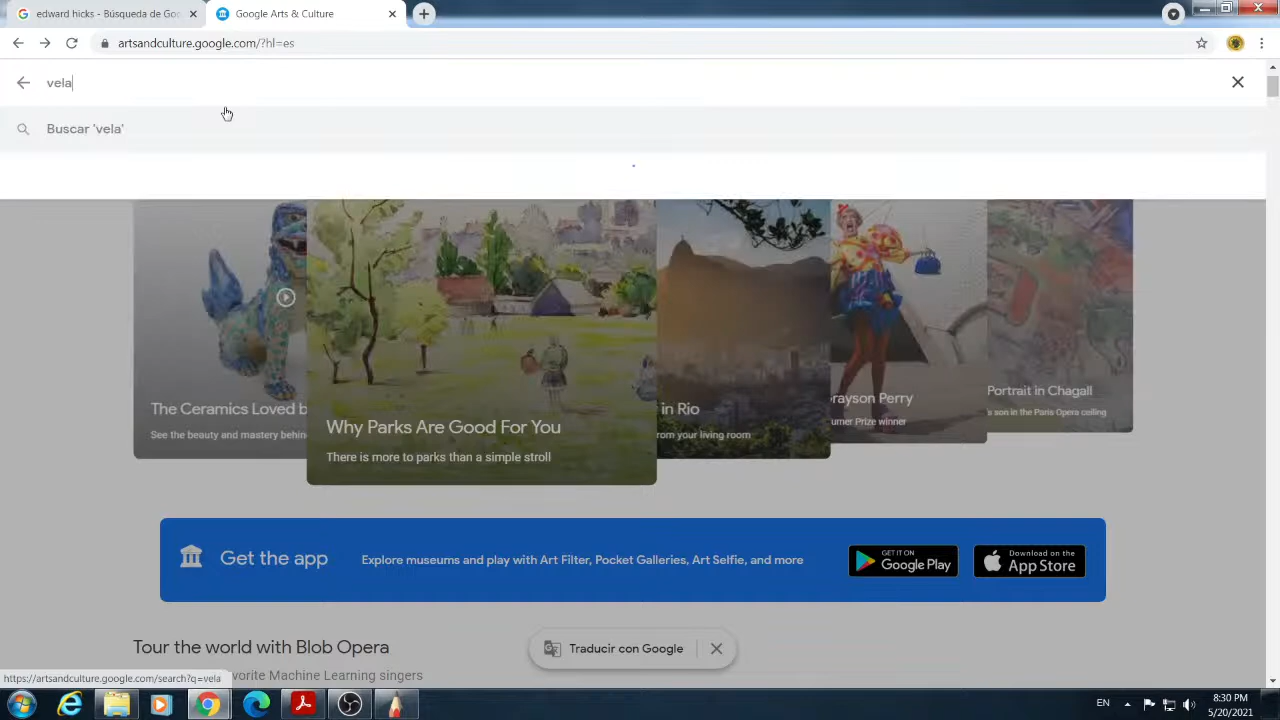 edward hicks - Búsqueda de Goo
Google Arts & Culture
artsandculture.google.com/?hl=es
vela
Buscar 'vela'
The Ceramics Loved b
See the beauty and mastery behin
Why Parks Are Good For You
There is more to parks than a simple stroll
in Rio
rom your living room
rayson Perry
urner Prize winner
Portrait in Chagall
's son in the Paris Opera ceiling
Get the app
Explore museums and play with Art Filter, Pocket Galleries, Art Selfie, and more
GET IT ON
Google Play
Download on the
App Store
Tour the world with Blob Opera
vorite Machine Learning singers
Traducir con Google
https://artsandculture.google.com/search?q=vela
EN
8:30 PM
5/20/2021